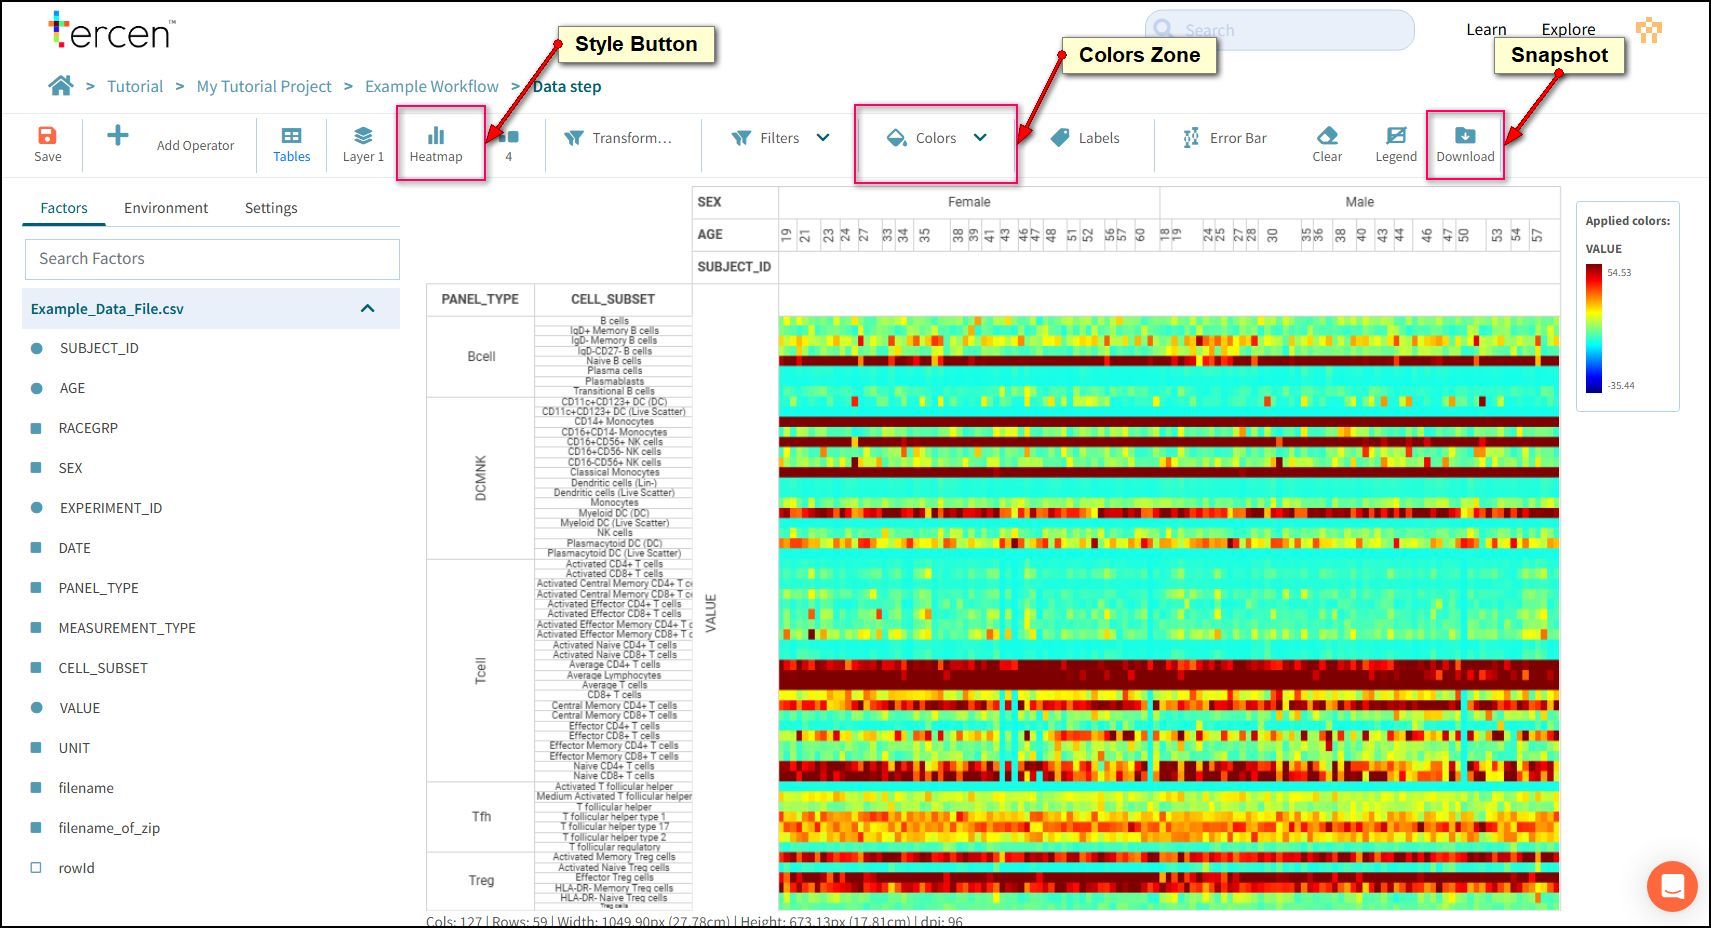 tercen™
Search
Learn
Explore
Style Button
Colors Zone
Snapshot
> Tutorial > My Tutorial Project > Example Workflow > Data step
Save
Add Operator
Tables
Layer 1
Heatmap
4
Transform...
Filters
Colors
Labels
Error Bar
Clear
Legend
Download
Factors
Environment
Settings
Search Factors
Example_Data_File.csv
SUBJECT_ID
AGE
RACEGRP
SEX
EXPERIMENT_ID
DATE
PANEL_TYPE
MEASUREMENT_TYPE
CELL_SUBSET
VALUE
UNIT
filename
filename_of_zip
rowId
SEX
Female
Male
AGE
19 21 23 24 27 33 34 35 38 39 41 43 46 47 48 51 52 56 57 60 18 19 24 25 27 28 30 35 36 38 40 43 44 46 47 50 53 54 57
SUBJECT_ID
PANEL_TYPE
CELL_SUBSET
Bcell
B cells
IgD+ Memory B cells
IgD- Memory B cells
IgD-CD27- B cells
Naive B cells
Plasma cells
Plasmablasts
Transitional B cells
DCMNK
CD11c+CD123+ DC (DC)
CD11c+CD123+ DC (Live Scatter)
CD14+ Monocytes
CD16+CD14- Monocytes
CD16+CD56+ NK cells
CD16+CD56- NK cells
CD16-CD56+ NK cells
Classical Monocytes
Dendritic cells (Lin-)
Dendritic cells (Live Scatter)
Monocytes
Myeloid DC (DC)
Myeloid DC (Live Scatter)
NK cells
Plasmacytoid DC (DC)
Plasmacytoid DC (Live Scatter)
Tcell
Activated CD4+ T cells
Activated CD8+ T cells
Activated Central Memory CD4+ T ce
Activated Central Memory CD8+ T ce
Activated Effector CD4+ T cells
Activated Effector CD8+ T cells
Activated Effector Memory CD4+ T c
Activated Effector Memory CD8+ T c
Activated Naive CD4+ T cells
Activated Naive CD8+ T cells
Average CD4+ T cells
Average Lymphocytes
Average T cells
CD8+ T cells
Central Memory CD4+ T cells
Central Memory CD8+ T cells
Effector CD4+ T cells
Effector CD8+ T cells
Effector Memory CD4+ T cells
Effector Memory CD8+ T cells
Naive CD4+ T cells
Naive CD8+ T cells
Tfh
Activated T follicular helper
Medium Activated T follicular helper
T follicular helper
T follicular helper type 1
T follicular helper type 17
T follicular helper type 2
T follicular regulatory
Treg
Activated Memory Treg cells
Activated Naive Treg cells
Effector Treg cells
HLA-DR- Memory Treg cells
HLA-DR- Naive Treg cells
Treg cells
VALUE
Applied colors:
VALUE
54.53
-35.44
Cols: 127 | Rows: 59 | Width: 1049.90px (27.78cm) | Height: 673.13px (17.81cm) | dpi: 96